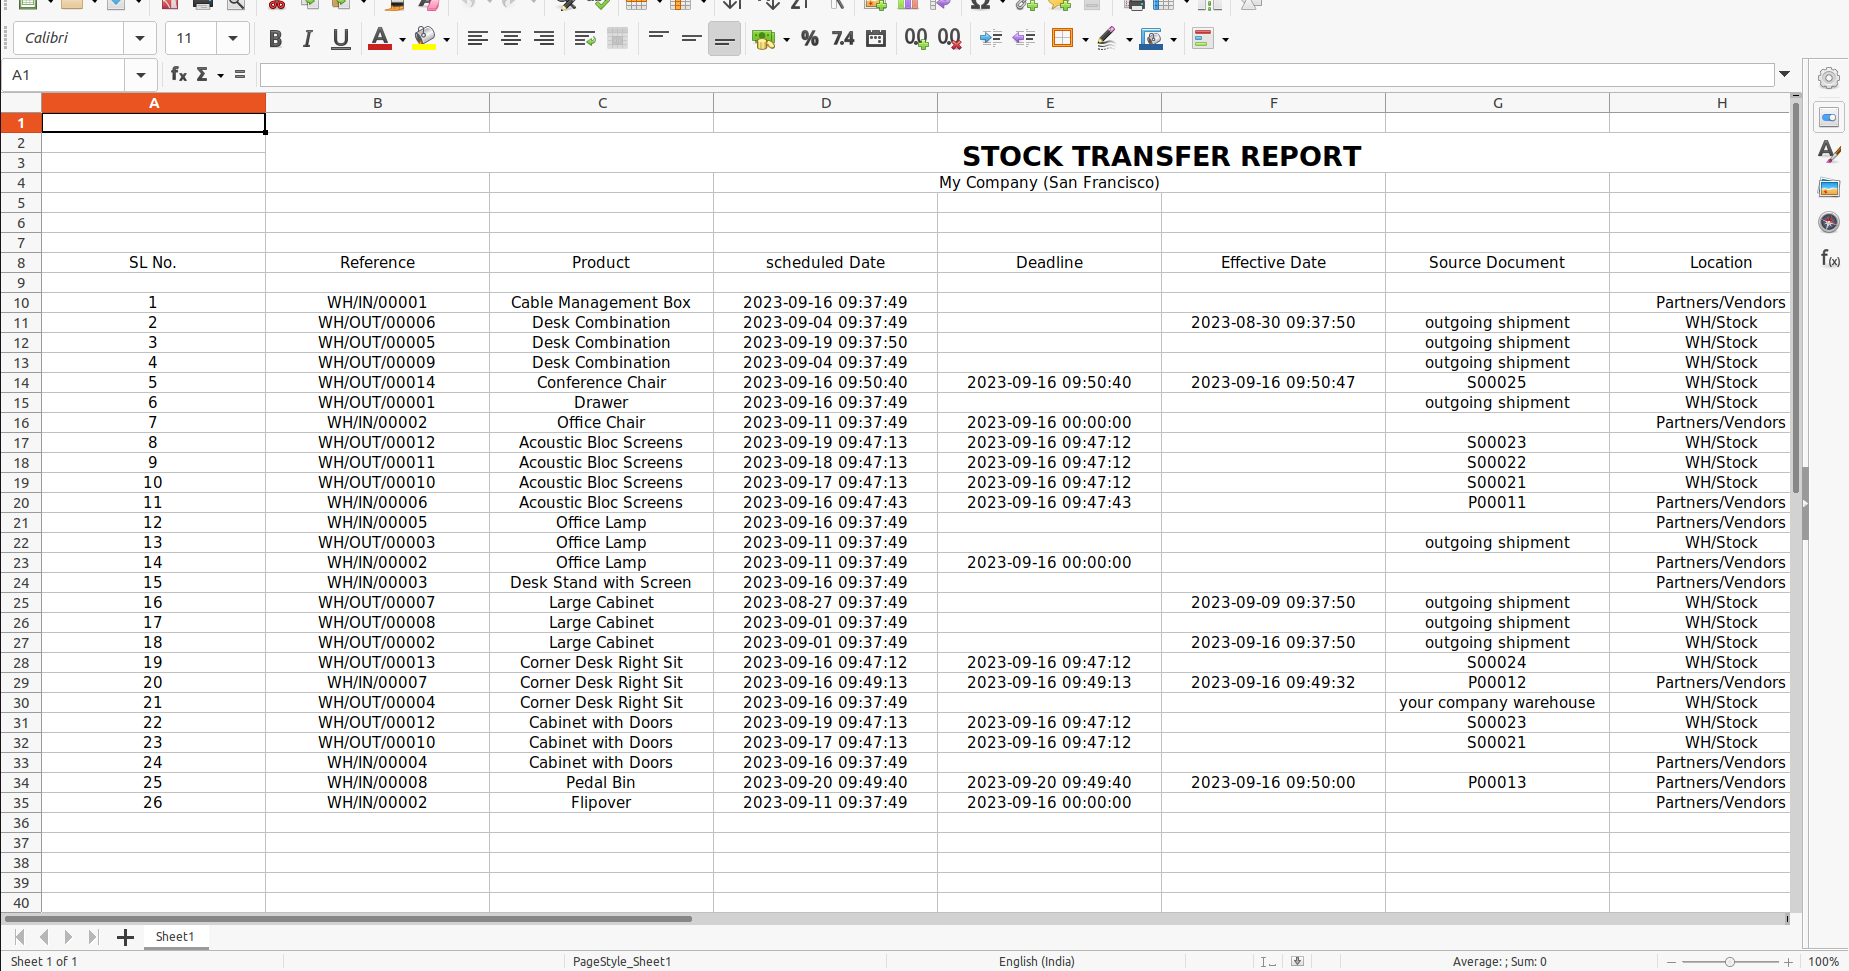 Calibri 11 B I U A % 7.4
A1 fx Σ =
A B C D E F G H
1
2
3 STOCK TRANSFER REPORT
4 My Company (San Francisco)
5
6
7
8 SL No. Reference Product scheduled Date Deadline Effective Date Source Document Location
9
10 1 WH/IN/00001 Cable Management Box 2023-09-16 09:37:49 Partners/Vendors
11 2 WH/OUT/00006 Desk Combination 2023-09-04 09:37:49 2023-08-30 09:37:50 outgoing shipment WH/Stock
12 3 WH/OUT/00005 Desk Combination 2023-09-19 09:37:50 outgoing shipment WH/Stock
13 4 WH/OUT/00009 Desk Combination 2023-09-04 09:37:49 outgoing shipment WH/Stock
14 5 WH/OUT/00014 Conference Chair 2023-09-16 09:50:40 2023-09-16 09:50:40 2023-09-16 09:50:47 S00025 WH/Stock
15 6 WH/OUT/00001 Drawer 2023-09-16 09:37:49 outgoing shipment WH/Stock
16 7 WH/IN/00002 Office Chair 2023-09-11 09:37:49 2023-09-16 00:00:00 Partners/Vendors
17 8 WH/OUT/00012 Acoustic Bloc Screens 2023-09-19 09:47:13 2023-09-16 09:47:12 S00023 WH/Stock
18 9 WH/OUT/00011 Acoustic Bloc Screens 2023-09-18 09:47:13 2023-09-16 09:47:12 S00022 WH/Stock
19 10 WH/OUT/00010 Acoustic Bloc Screens 2023-09-17 09:47:13 2023-09-16 09:47:12 S00021 WH/Stock
20 11 WH/IN/00006 Acoustic Bloc Screens 2023-09-16 09:47:43 2023-09-16 09:47:43 P00011 Partners/Vendors
21 12 WH/IN/00005 Office Lamp 2023-09-16 09:37:49 Partners/Vendors
22 13 WH/OUT/00003 Office Lamp 2023-09-11 09:37:49 outgoing shipment WH/Stock
23 14 WH/IN/00002 Office Lamp 2023-09-11 09:37:49 2023-09-16 00:00:00 Partners/Vendors
24 15 WH/IN/00003 Desk Stand with Screen 2023-09-16 09:37:49 Partners/Vendors
25 16 WH/OUT/00007 Large Cabinet 2023-08-27 09:37:49 2023-09-09 09:37:50 outgoing shipment WH/Stock
26 17 WH/OUT/00008 Large Cabinet 2023-09-01 09:37:49 outgoing shipment WH/Stock
27 18 WH/OUT/00002 Large Cabinet 2023-09-01 09:37:49 2023-09-16 09:37:50 outgoing shipment WH/Stock
28 19 WH/OUT/00013 Corner Desk Right Sit 2023-09-16 09:47:12 2023-09-16 09:47:12 S00024 WH/Stock
29 20 WH/IN/00007 Corner Desk Right Sit 2023-09-16 09:49:13 2023-09-16 09:49:13 2023-09-16 09:49:32 P00012 Partners/Vendors
30 21 WH/OUT/00004 Corner Desk Right Sit 2023-09-16 09:37:49 your company warehouse WH/Stock
31 22 WH/OUT/00012 Cabinet with Doors 2023-09-19 09:47:13 2023-09-16 09:47:12 S00023 WH/Stock
32 23 WH/OUT/00010 Cabinet with Doors 2023-09-17 09:47:13 2023-09-16 09:47:12 S00021 WH/Stock
33 24 WH/IN/00004 Cabinet with Doors 2023-09-16 09:37:49 Partners/Vendors
34 25 WH/IN/00008 Pedal Bin 2023-09-20 09:49:40 2023-09-20 09:49:40 2023-09-16 09:50:00 P00013 Partners/Vendors
35 26 WH/IN/00002 Flipover 2023-09-11 09:37:49 2023-09-16 00:00:00 Partners/Vendors
36
37
38
39
40
Sheet1
Sheet 1 of 1 PageStyle_Sheet1 English (India) Average: ; Sum: 0 100%